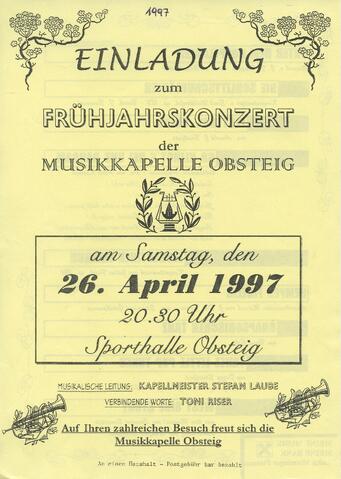 1997
EINLADUNG
zum
FRÜHJAHRSKONZERT
der
MUSIKKAPELLE OBSTEIG
am Samstag, den
26. April 1997
20.30 Uhr
Sporthalle Obsteig
MUSIKALISCHE LEITUNG: KAPELLMEISTER STEFAN LAUBE
VERBINDENDE WORTE: TONI RISER
Auf Ihren zahlreichen Besuch freut sich die
Musikkapelle Obsteig
An einen Haushalt - Postgebühr bar bezahlt